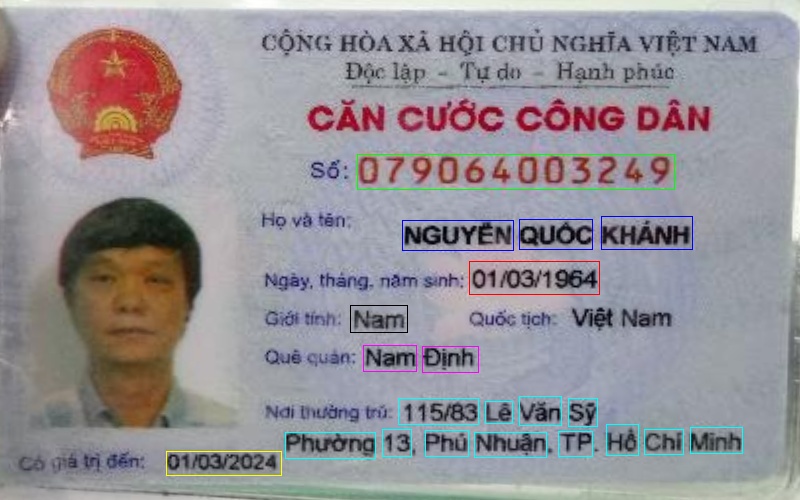 CỘNG HÒA XÃ HỘI CHỦ NGHĨA VIỆT NAM
Độc lập - Tự do - Hạnh phúc
CĂN CƯỚC CÔNG DÂN
Số: 079064003249
Họ và tên: NGUYỄN QUỐC KHÁNH
Ngày, tháng, năm sinh: 01/03/1964
Giới tính: Nam Quốc tịch: Việt Nam
Quê quán: Nam Định
Nơi thường trú: 115/83 Lê Văn Sỹ
Phường 13, Phú Nhuận, TP. Hồ Chí Minh
Có giá trị đến: 01/03/2024